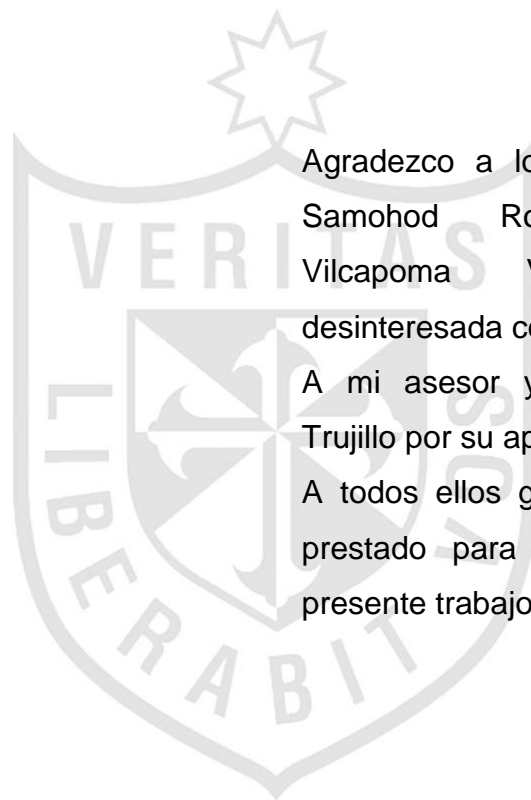 Agradezco a lo
Samohod Ro
Vilcapoma V
desinteresada c
A mi asesor y
Trujillo por su ap
A todos ellos g
prestado para
presente trabajo
VERITAS LIBERABIT VOS